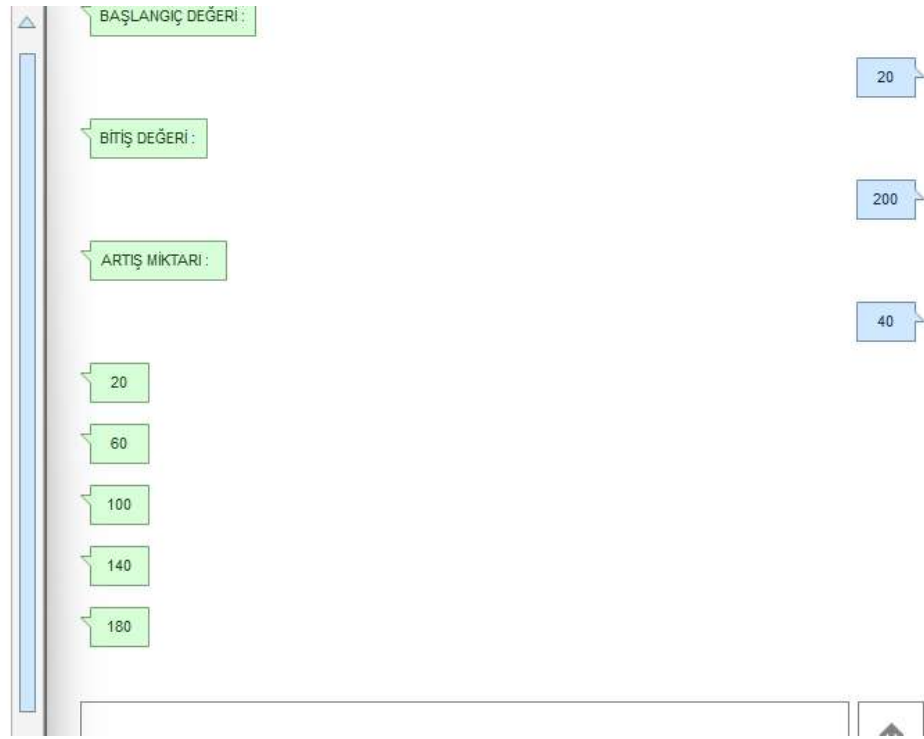 BAŞLANGIÇ DEĞERİ :
20
BİTİŞ DEĞERİ :
200
ARTIŞ MİKTARI :
40
20
60
100
140
180